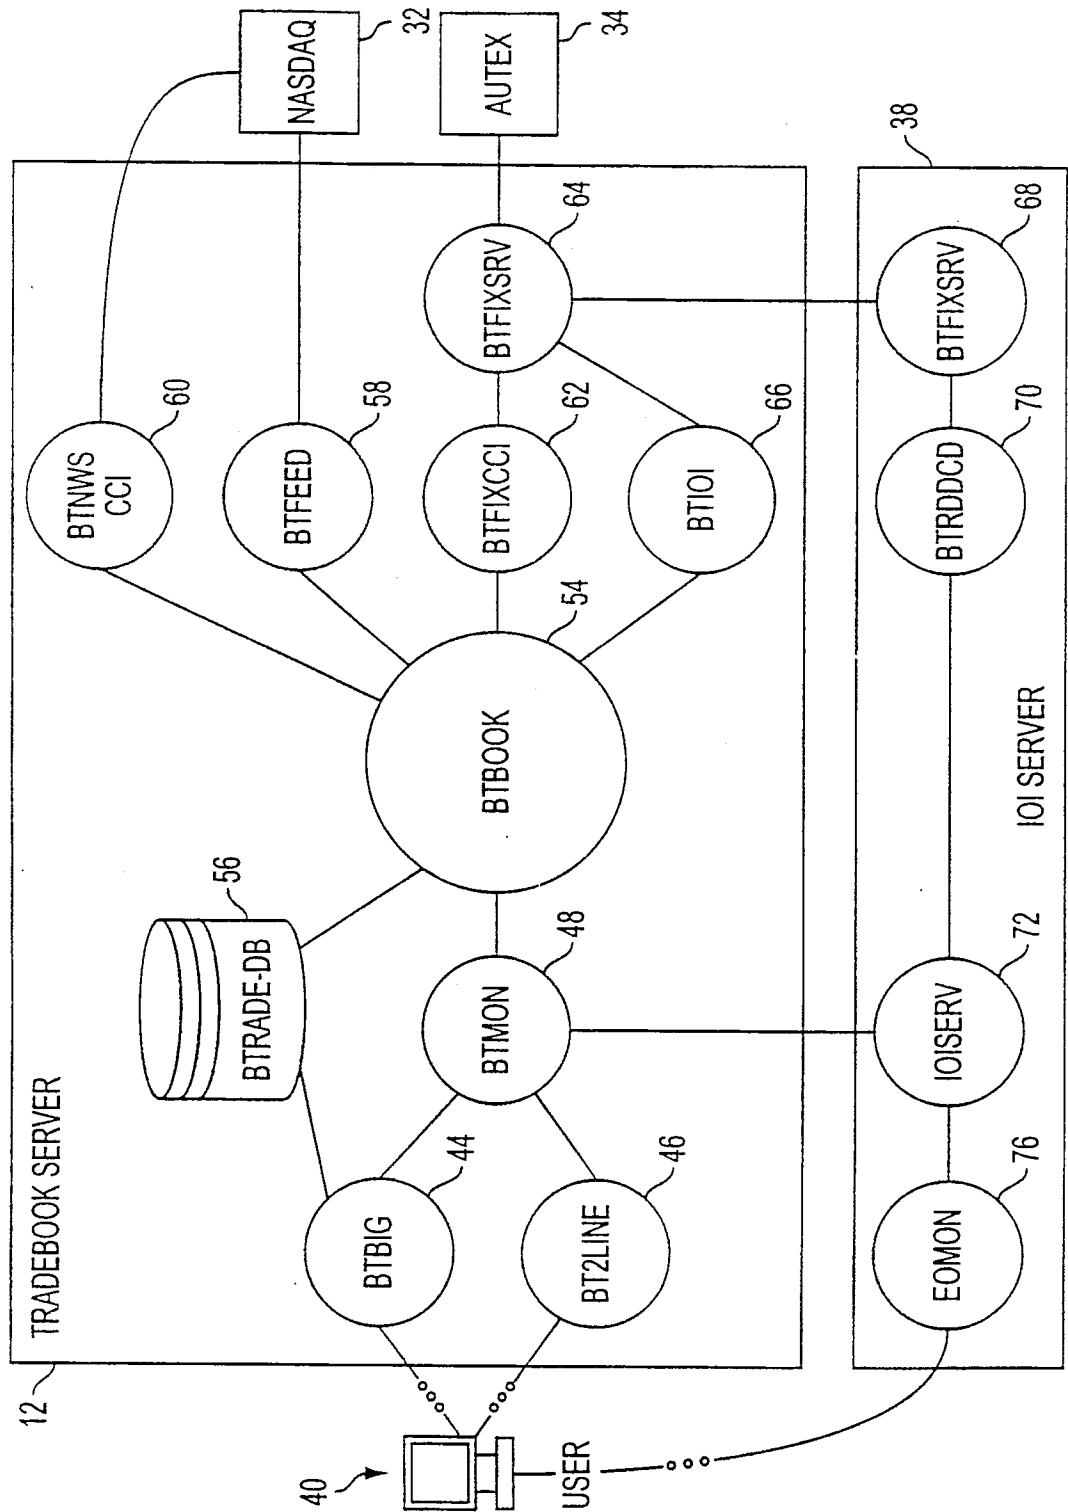 TRADEBOOK SERVER
12
40
USER
BTBIG
44
BT2LINE
46
BTRADE-DB
56
BTMON
48
BTBOOK
54
BTNWS
CCI
60
BTFEED
58
BTFIXCCI
62
BTIOI
66
BTFIXSRV
64
NASDAQ
32
AUTEX
34
EOMON
76
IOISERV
72
IOI SERVER
BTRDDCD
70
BTFIXSRV
68
38